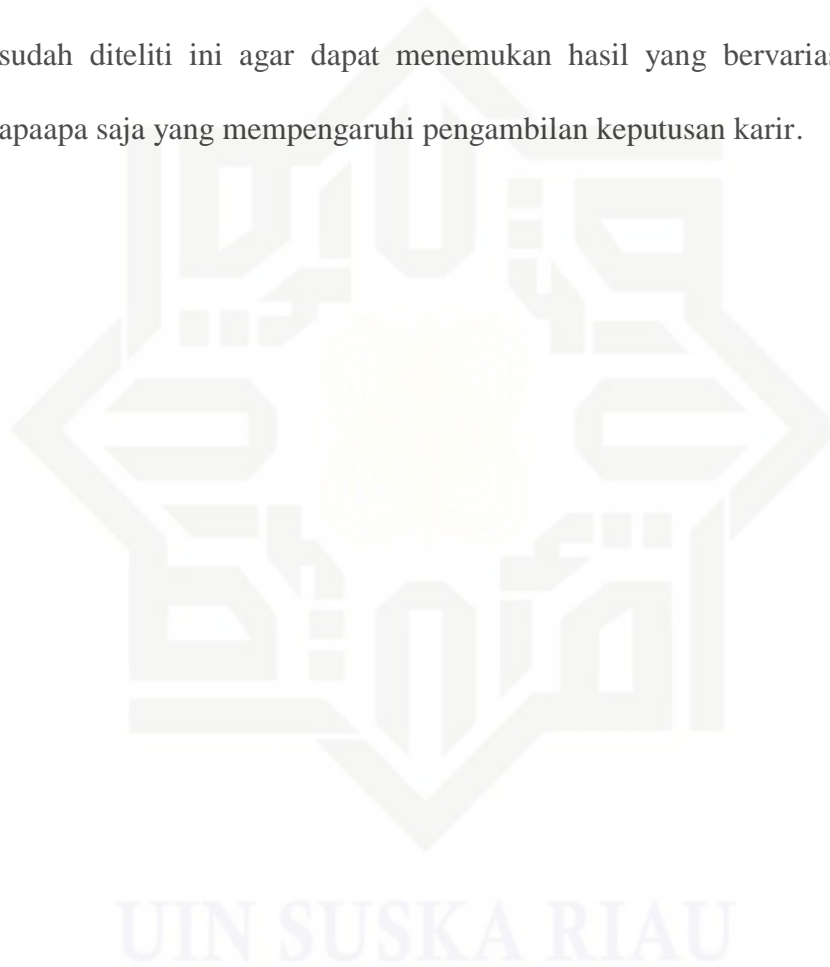 sudah diteliti ini agar dapat menemukan hasil yang bervarias
apaapa saja yang mempengaruhi pengambilan keputusan karir.
UIN SUSKA RIAU